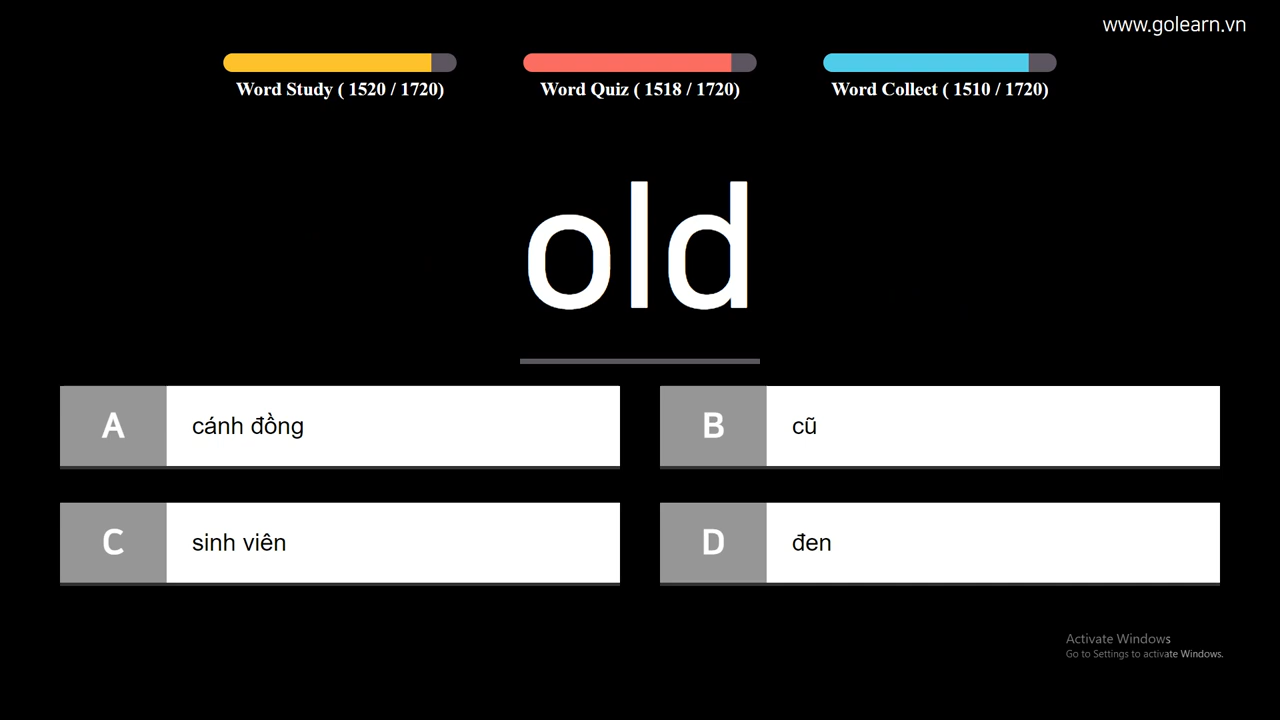 www.golearn.vn
Word Study ( 1520 / 1720)
Word Quiz ( 1518 / 1720)
Word Collect ( 1510 / 1720)
old
A cánh đồng
B cũ
C sinh viên
D đen
Activate Windows
Go to Settings to activate Windows.